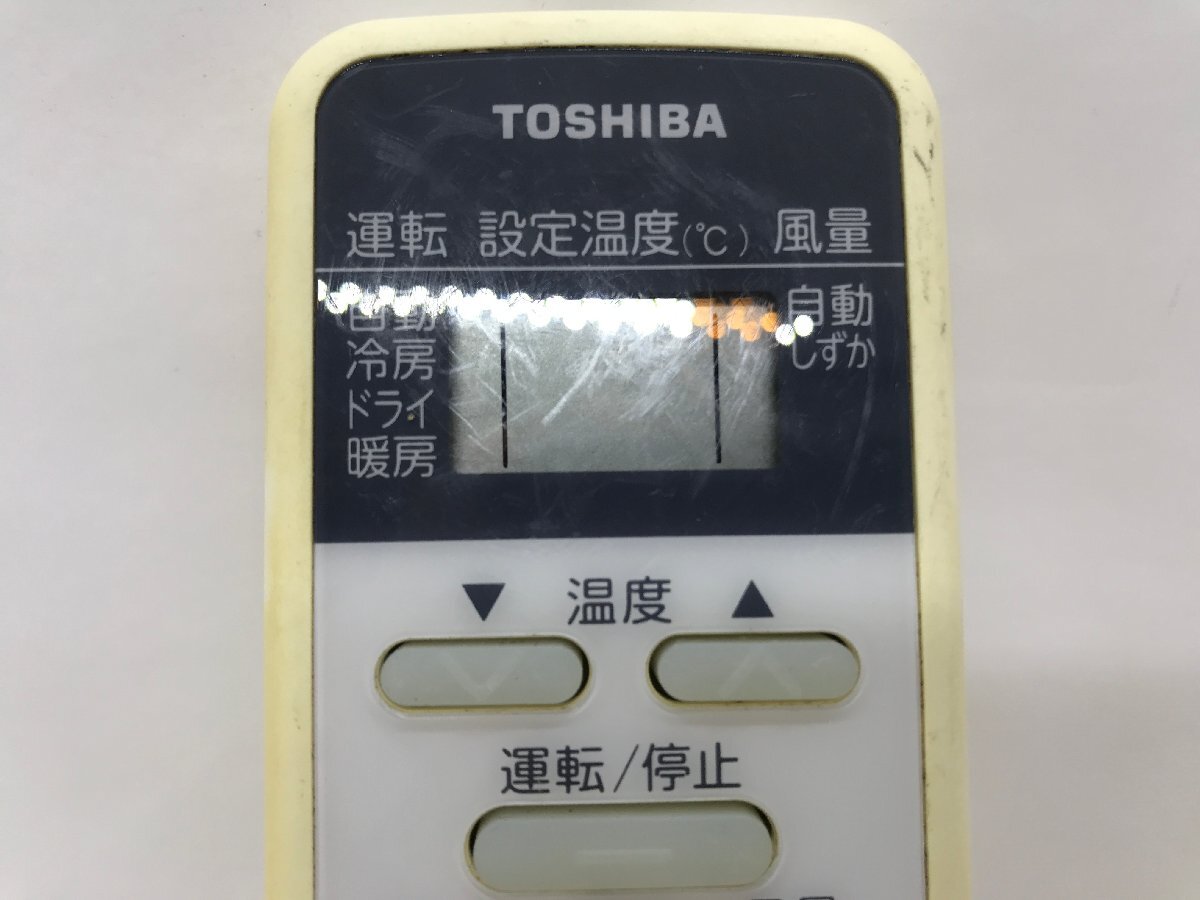 TOSHIBA
運転 設定温度(℃) 風量
自動 自動
冷房 しずか
ドライ
暖房
▼ 温度 ▲
運転/停止